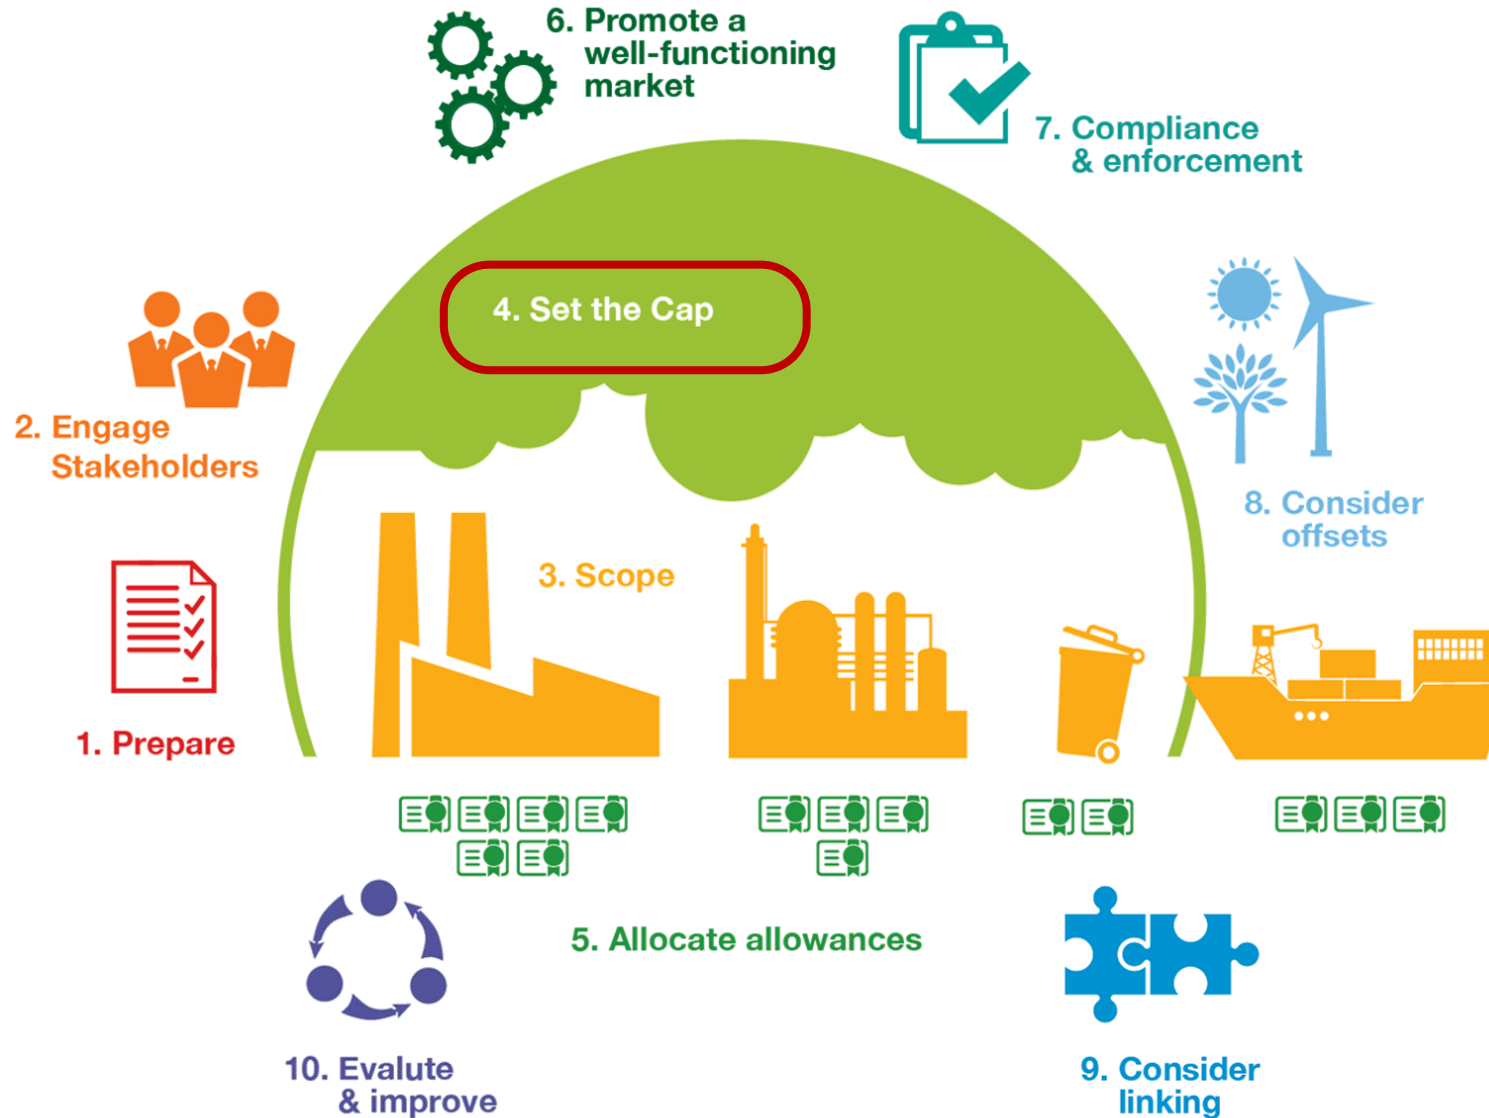 6. Promote a
well-functioning
market
7. Compliance
& enforcement
4. Set the Cap
2. Engage
Stakeholders
8. Consider
offsets
3. Scope
1. Prepare
5. Allocate allowances
10. Evalute
& improve
9. Consider
linking